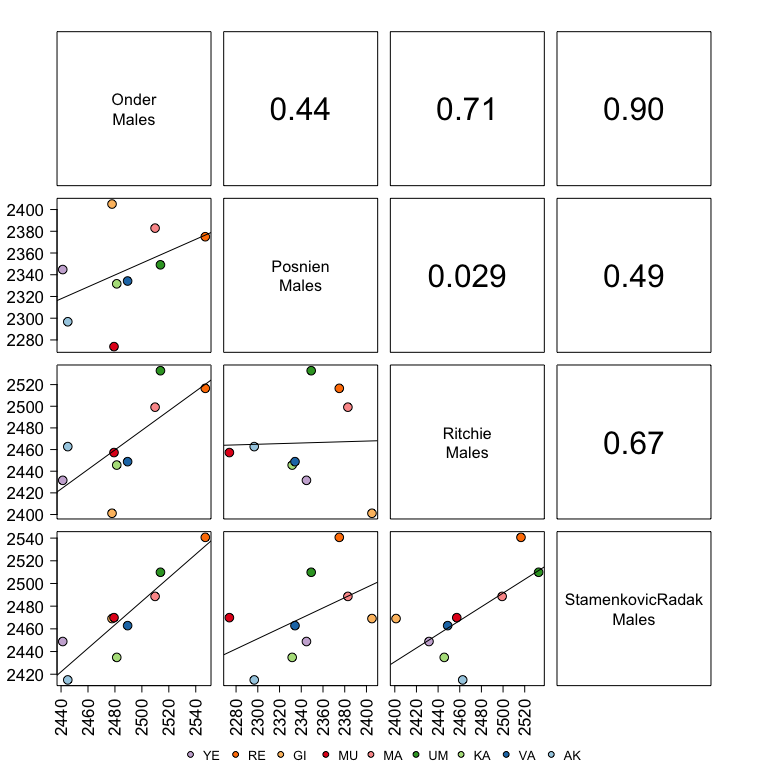 Onder
Males
0.44
0.71
0.90
2400
2380
2360
2340
2320
2300
2280
Posnien
Males
0.029
0.49
2520
2500
2480
2460
2440
2420
2400
Ritchie
Males
0.67
2540
2520
2500
2480
2460
2440
2420
StamenkovicRadak
Males
2440 2460 2480 2500 2520 2540
2280 2300 2320 2340 2360 2380 2400
2400 2420 2440 2460 2480 2500 2520
YE RE GI MU MA UM KA VA AK